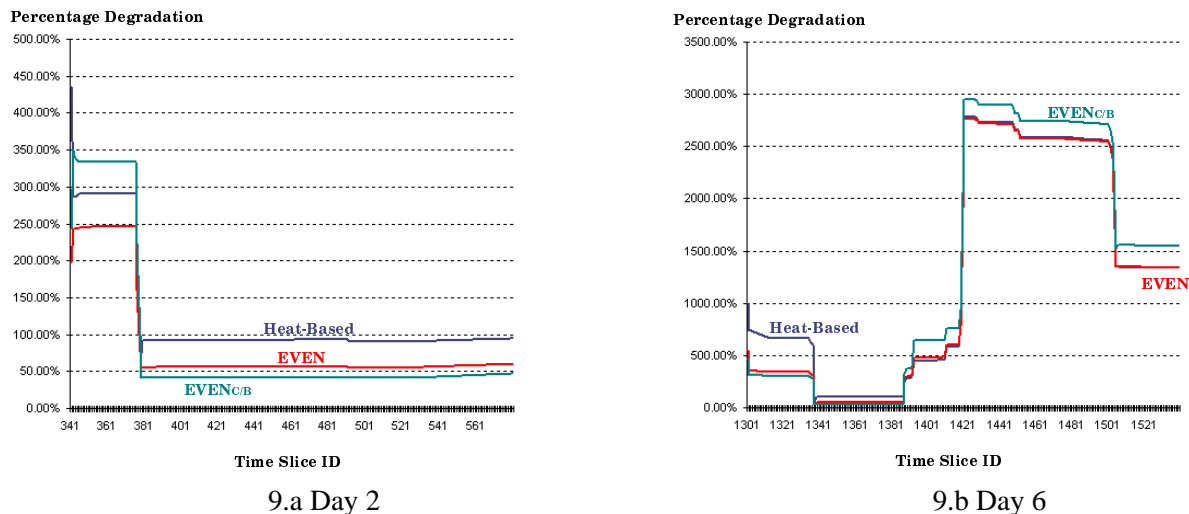 Percentage Degradation
500.00%
450.00%
400.00%
350.00%
300.00%
250.00%
200.00%
150.00%
100.00%
50.00%
0.00%
Heat-Based
EVEN
EVENC/B
341 361 381 401 421 441 461 481 501 521 541 561
Time Slice ID
9.a Day 2
Percentage Degradation
3500.00%
3000.00%
2500.00%
2000.00%
1500.00%
1000.00%
500.00%
0.00%
EVENC/B
EVEN
Heat-Based
1301 1321 1341 1361 1381 1401 1421 1441 1461 1481 1501 1521
Time Slice ID
9.b Day 6